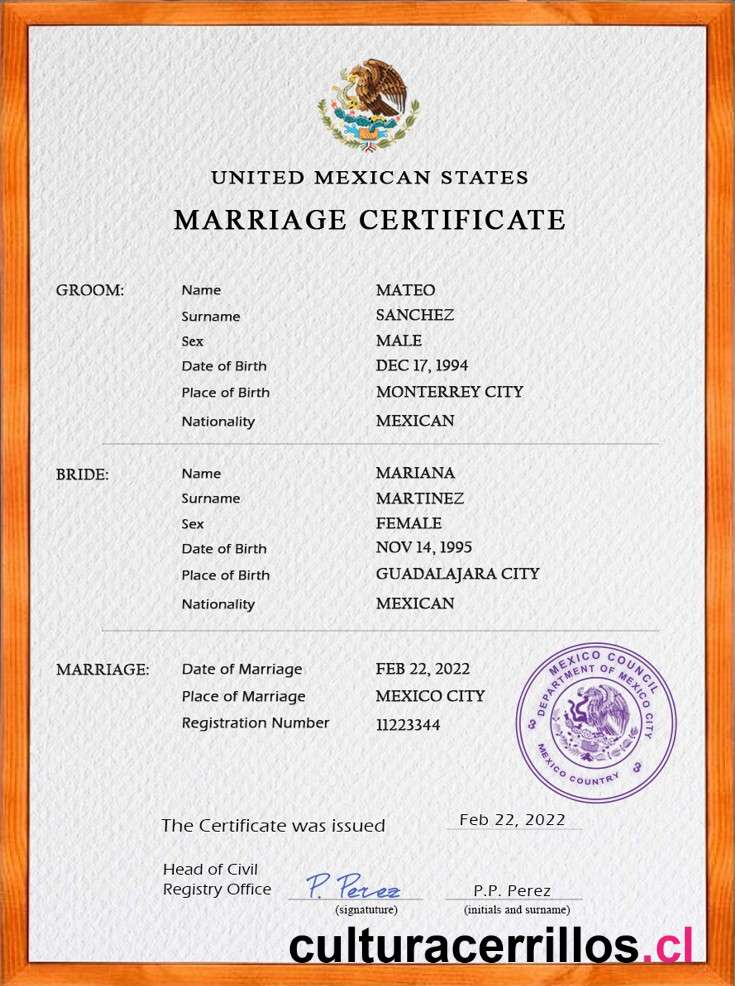 UNITED MEXICAN STATES
MARRIAGE CERTIFICATE
GROOM: Name MATEO
Surname SANCHEZ
Sex MALE
Date of Birth DEC 17, 1994
Place of Birth MONTERREY CITY
Nationality MEXICAN
BRIDE: Name MARIANA
Surname MARTINEZ
Sex FEMALE
Date of Birth NOV 14, 1995
Place of Birth GUADALAJARA CITY
Nationality MEXICAN
MARRIAGE: Date of Marriage FEB 22, 2022
Place of Marriage MEXICO CITY
Registration Number 11223344
MEXICO COUNCIL
DEPARTMENT OF MEXICO CITY
MEXICO COUNTRY
The Certificate was issued Feb 22, 2022
Head of Civil
Registry Office P. Perez P.P. Perez
(signatuture) (initials and surname)
culturacerrillos.cl